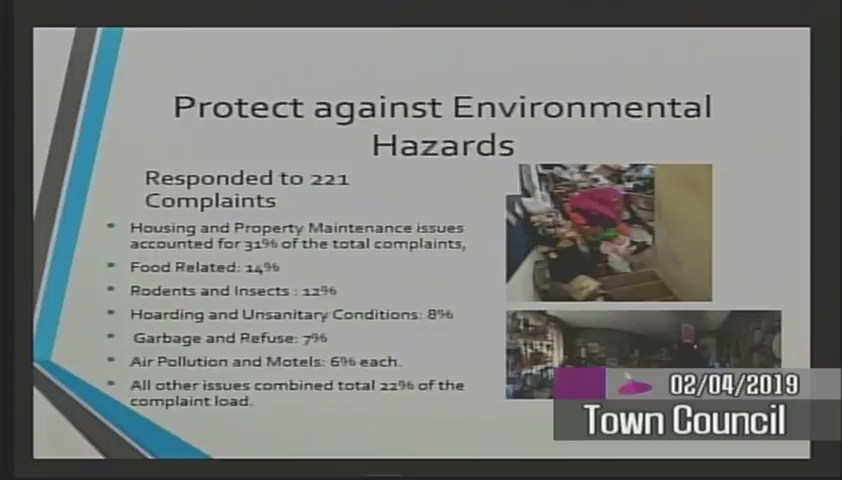 Protect against Environmental
Hazards
Responded to 221
Complaints
Housing and Property Maintenance issues
accounted for 31% of the total complaints,
Food Related: 14%
Rodents and Insects : 12%
Hoarding and Unsanitary Conditions: 8%
Garbage and Refuse: 7%
Air Pollution and Motels: 6% each.
All other issues combined total 22% of the
complaint load.
02/04/2019
Town Council